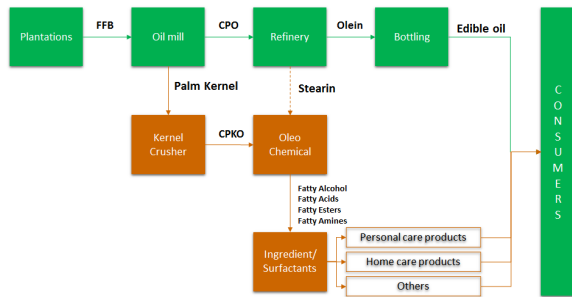 FFB
CPO
Olein
Edible oil
Plantations
Oil mill
Refinery
Bottling
Palm Kernel
Stearin
Kernel
Crusher
CPKO
Oleo
Chemical
Fatty Alcohol
Fatty Acids
Fatty Esters
Fatty Amines
Ingredient/
Surfactants
Personal care products
Home care products
Others
C
O
N
S
U
M
E
R
S